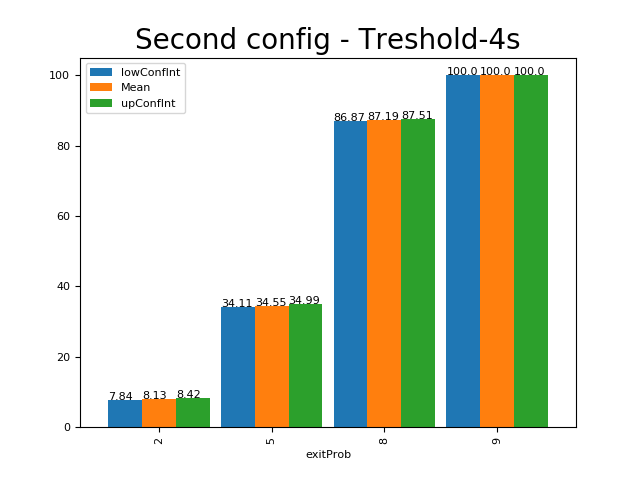 Second config - Treshold-4s
lowConfInt
Mean
upConfInt
100
80
60
40
20
0
7.84 8.13 8.42
34.11 34.55 34.99
86.87 87.19 87.51
100.0 100.0 100.0
2 5 8 9
exitProb